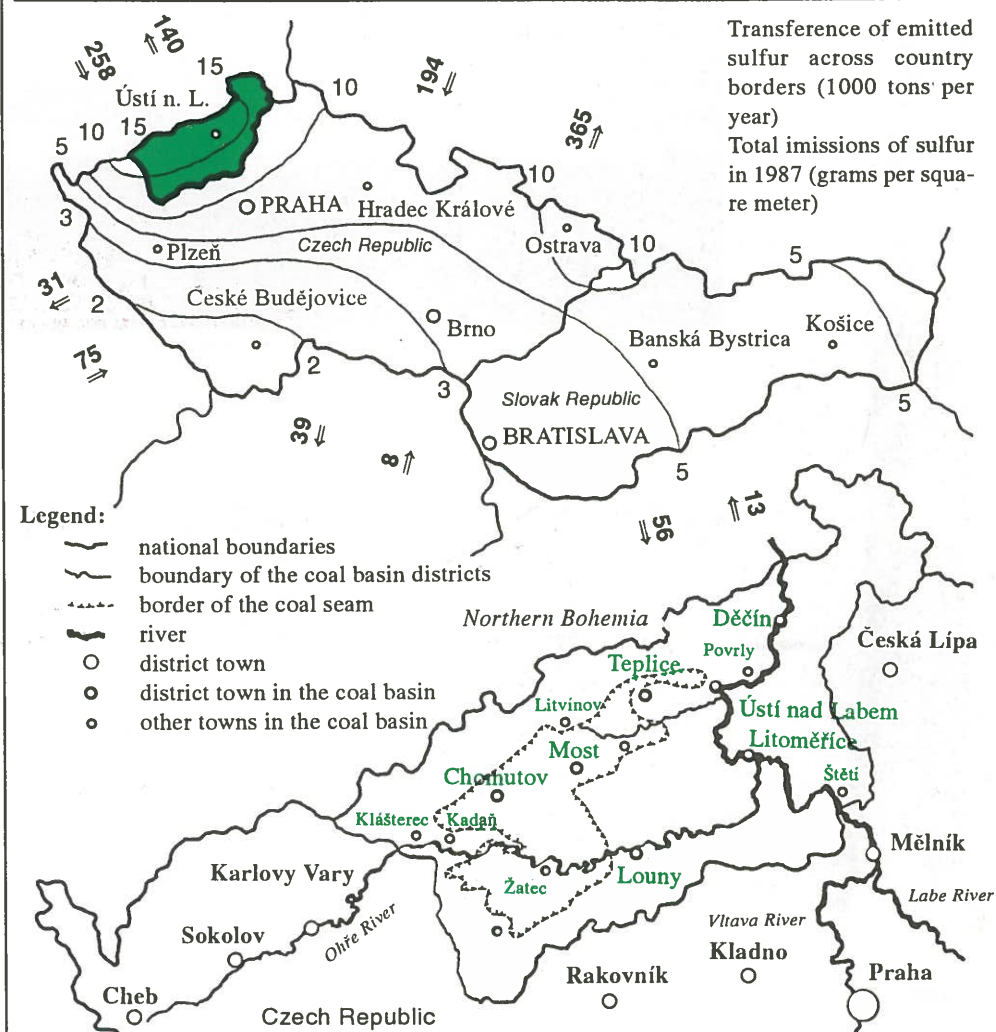 Transference of emitted
sulfur across country
borders (1000 tons per
year)
Total imissions of sulfur
in 1987 (grams per squa-
re meter)
258
⇓
⇑
140
15
Ústí n. L.
5
10
15
10
194
⇓
365
⇑
10
3
PRAHA
Hradec Králové
Plzeň
Czech Republic
Ostrava
10
5
31
⇐
2
České Budějovice
Brno
Banská Bystrica
Košice
75
⇒
2
3
Slovak Republic
5
BRATISLAVA
39
⇓
8
⇑
5
56
⇓
13
⇑
Legend:
national boundaries
boundary of the coal basin districts
border of the coal seam
river
district town
district town in the coal basin
other towns in the coal basin
Northern Bohemia
Děčín
Povrly
Česká Lípa
Teplice
Litvínov
Ústí nad Labem
Most
Litoměříce
Chomutov
Štětí
Klášterec
Kadaň
Mělník
Karlovy Vary
Žatec
Louny
Labe River
Ohře River
Vltava River
Sokolov
Kladno
Rakovník
Praha
Cheb
Czech Republic